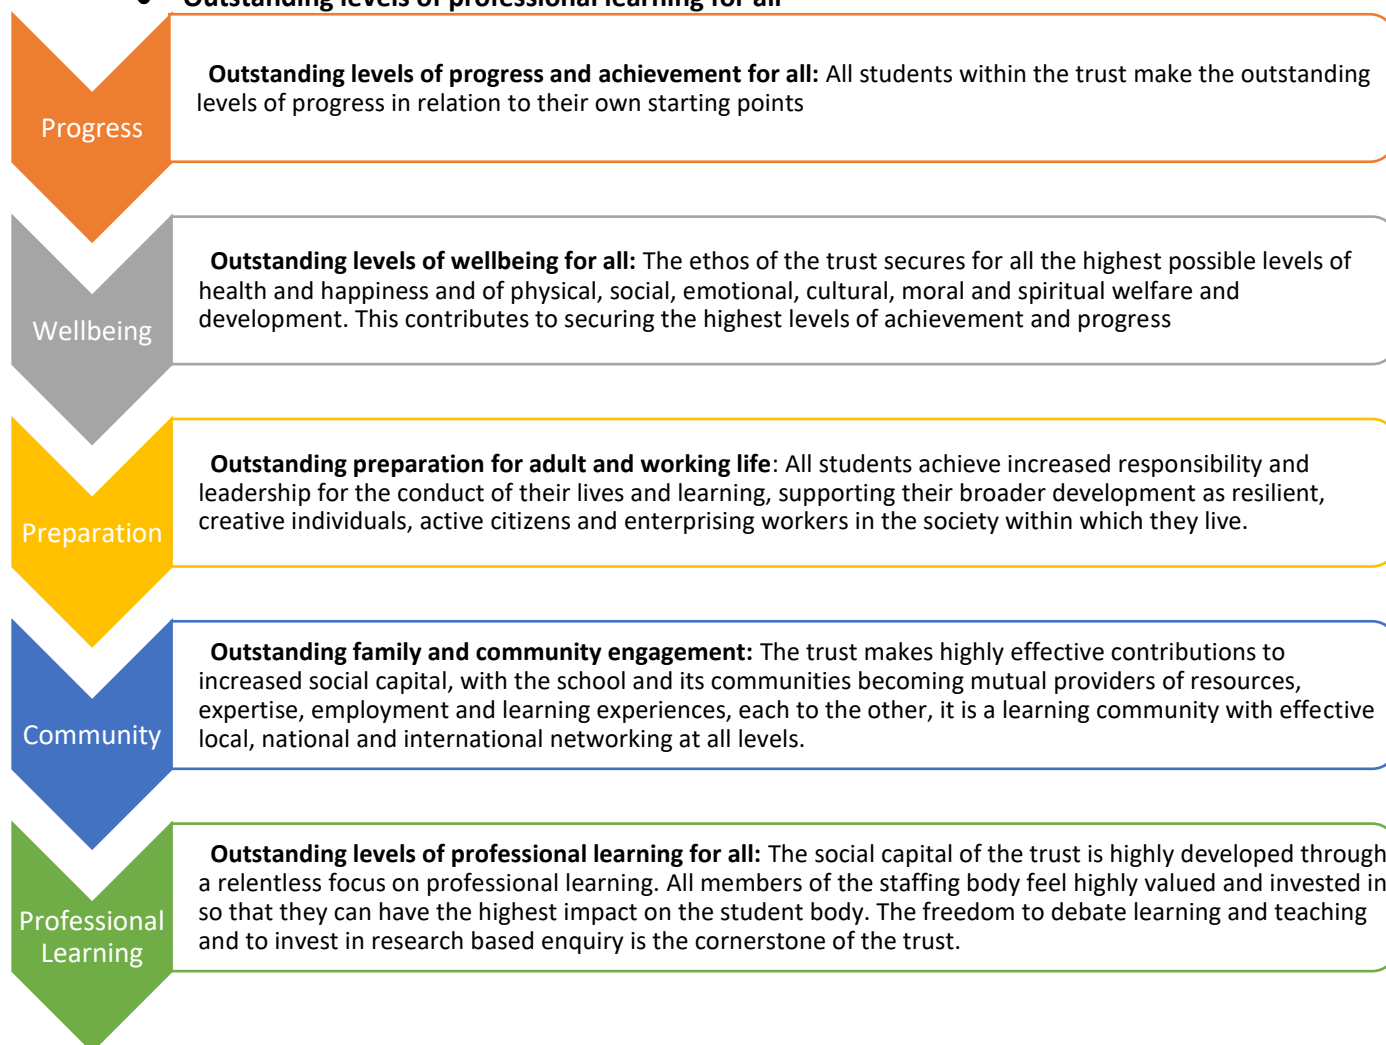 ● Outstanding levels of professional learning for all
Progress
Outstanding levels of progress and achievement for all: All students within the trust make the outstanding
levels of progress in relation to their own starting points
Wellbeing
Outstanding levels of wellbeing for all: The ethos of the trust secures for all the highest possible levels of
health and happiness and of physical, social, emotional, cultural, moral and spiritual welfare and
development. This contributes to securing the highest levels of achievement and progress
Preparation
Outstanding preparation for adult and working life: All students achieve increased responsibility and
leadership for the conduct of their lives and learning, supporting their broader development as resilient,
creative individuals, active citizens and enterprising workers in the society within which they live.
Community
Outstanding family and community engagement: The trust makes highly effective contributions to
increased social capital, with the school and its communities becoming mutual providers of resources,
expertise, employment and learning experiences, each to the other, it is a learning community with effective
local, national and international networking at all levels.
Professional
Learning
Outstanding levels of professional learning for all: The social capital of the trust is highly developed through
a relentless focus on professional learning. All members of the staffing body feel highly valued and invested in
so that they can have the highest impact on the student body. The freedom to debate learning and teaching
and to invest in research based enquiry is the cornerstone of the trust.